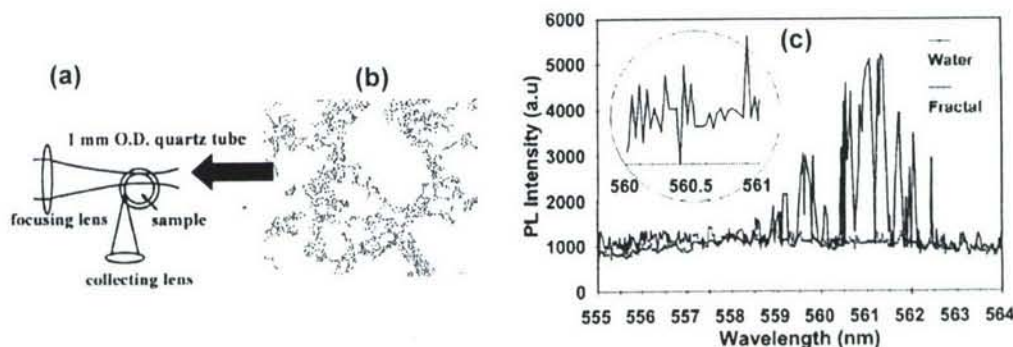 (a)
(b)
1 mm O.D. quartz tube
focusing lens
sample
collecting lens
(c)
PL Intensity (a.u)
6000
5000
4000
3000
2000
1000
0
Water
Fractal
560 560.5 561
555 556 557 558 559 560 561 562 563 564
Wavelength (nm)